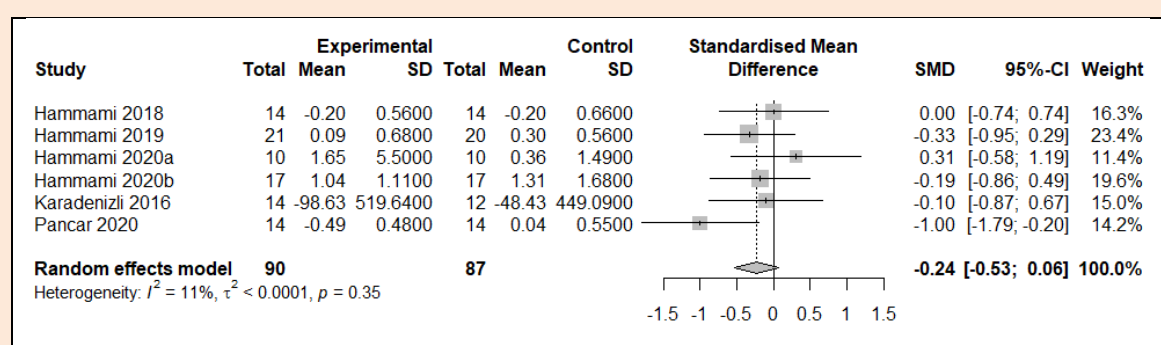 Experimental Control Standardised Mean
Study Total Mean SD Total Mean SD Difference SMD 95%-CI Weight
Hammami 2018 14 -0.20 0.5600 14 -0.20 0.6600 0.00 [-0.74; 0.74] 16.3%
Hammami 2019 21 0.09 0.6800 20 0.30 0.5600 -0.33 [-0.95; 0.29] 23.4%
Hammami 2020a 10 1.65 5.5000 10 0.36 1.4900 0.31 [-0.58; 1.19] 11.4%
Hammami 2020b 17 1.04 1.1100 17 1.31 1.6800 -0.19 [-0.86; 0.49] 19.6%
Karadenizli 2016 14 -98.63 519.6400 12 -48.43 449.0900 -0.10 [-0.87; 0.67] 15.0%
Pancar 2020 14 -0.49 0.4800 14 0.04 0.5500 -1.00 [-1.79; -0.20] 14.2%
Random effects model 90 87 -0.24 [-0.53; 0.06] 100.0%
Heterogeneity: I² = 11%, τ² < 0.0001, p = 0.35
-1.5 -1 -0.5 0 0.5 1 1.5